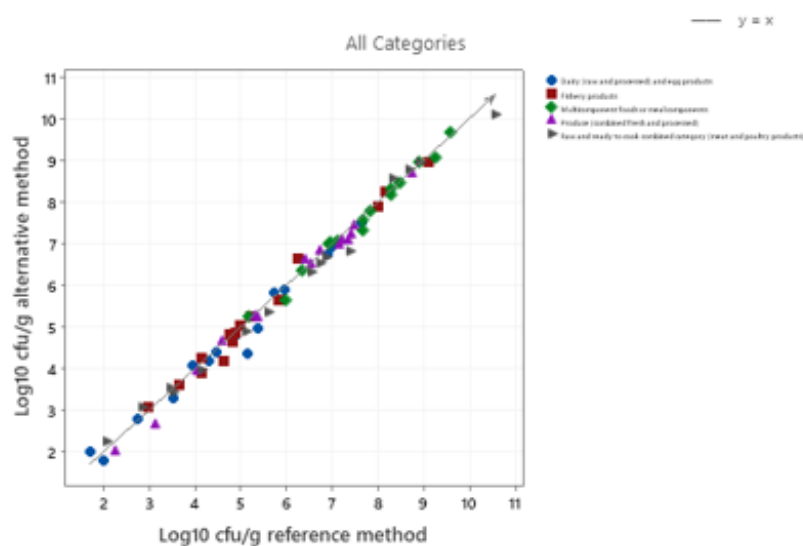 y = x
All Categories
Dairy (raw and processed) and egg products
Fishery products
Multicomponent foods or meal components
Produce (combined fresh and processed)
Raw and ready to cook combined category (meat and poultry products)
11
10
9
8
7
6
5
4
3
2
Log10 cfu/g alternative method
2 3 4 5 6 7 8 9 10 11
Log10 cfu/g reference method